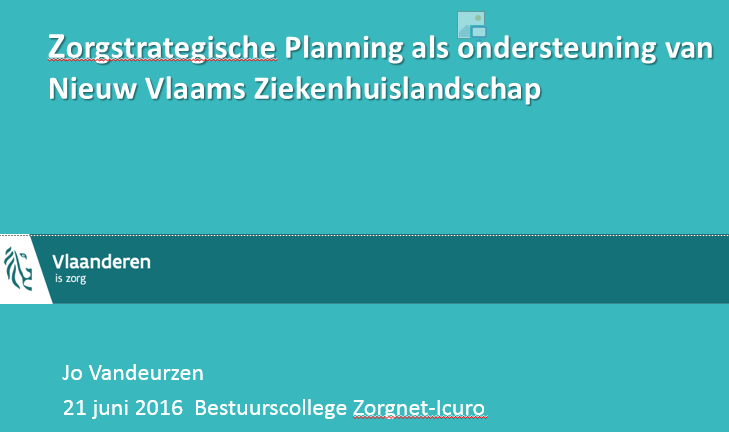 Zorgstrategische Planning als ondersteuning van
Nieuw Vlaams Ziekenhuislandschap
Vlaanderen
is zorg
Jo Vandeurzen
21 juni 2016 Bestuurscollege Zorgnet-Icuro